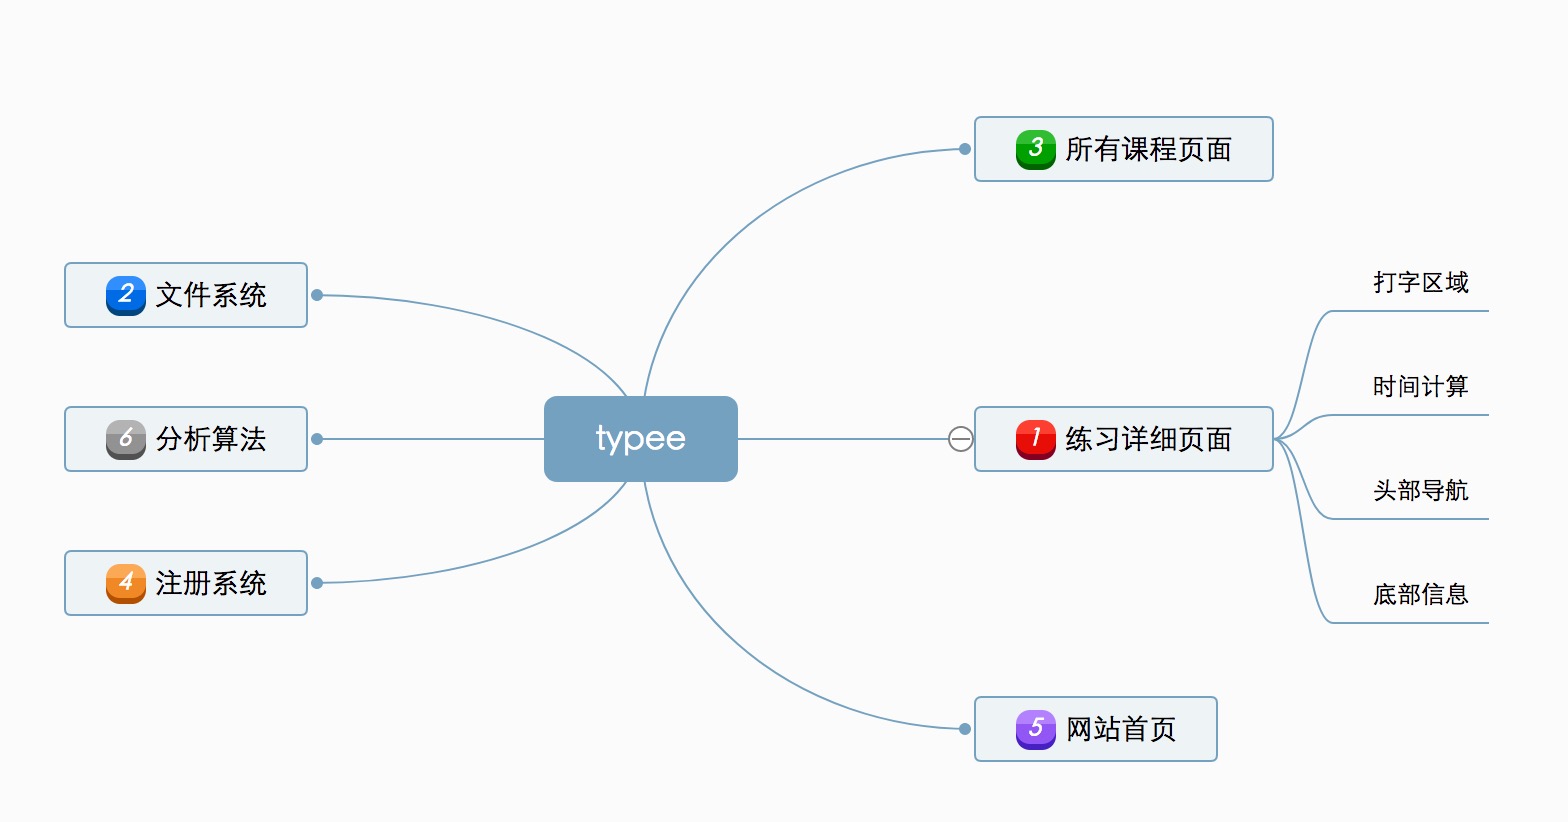 3 所有课程页面
2 文件系统
6 分析算法
4 注册系统
typee
1 练习详细页面
打字区域
时间计算
头部导航
底部信息
5 网站首页